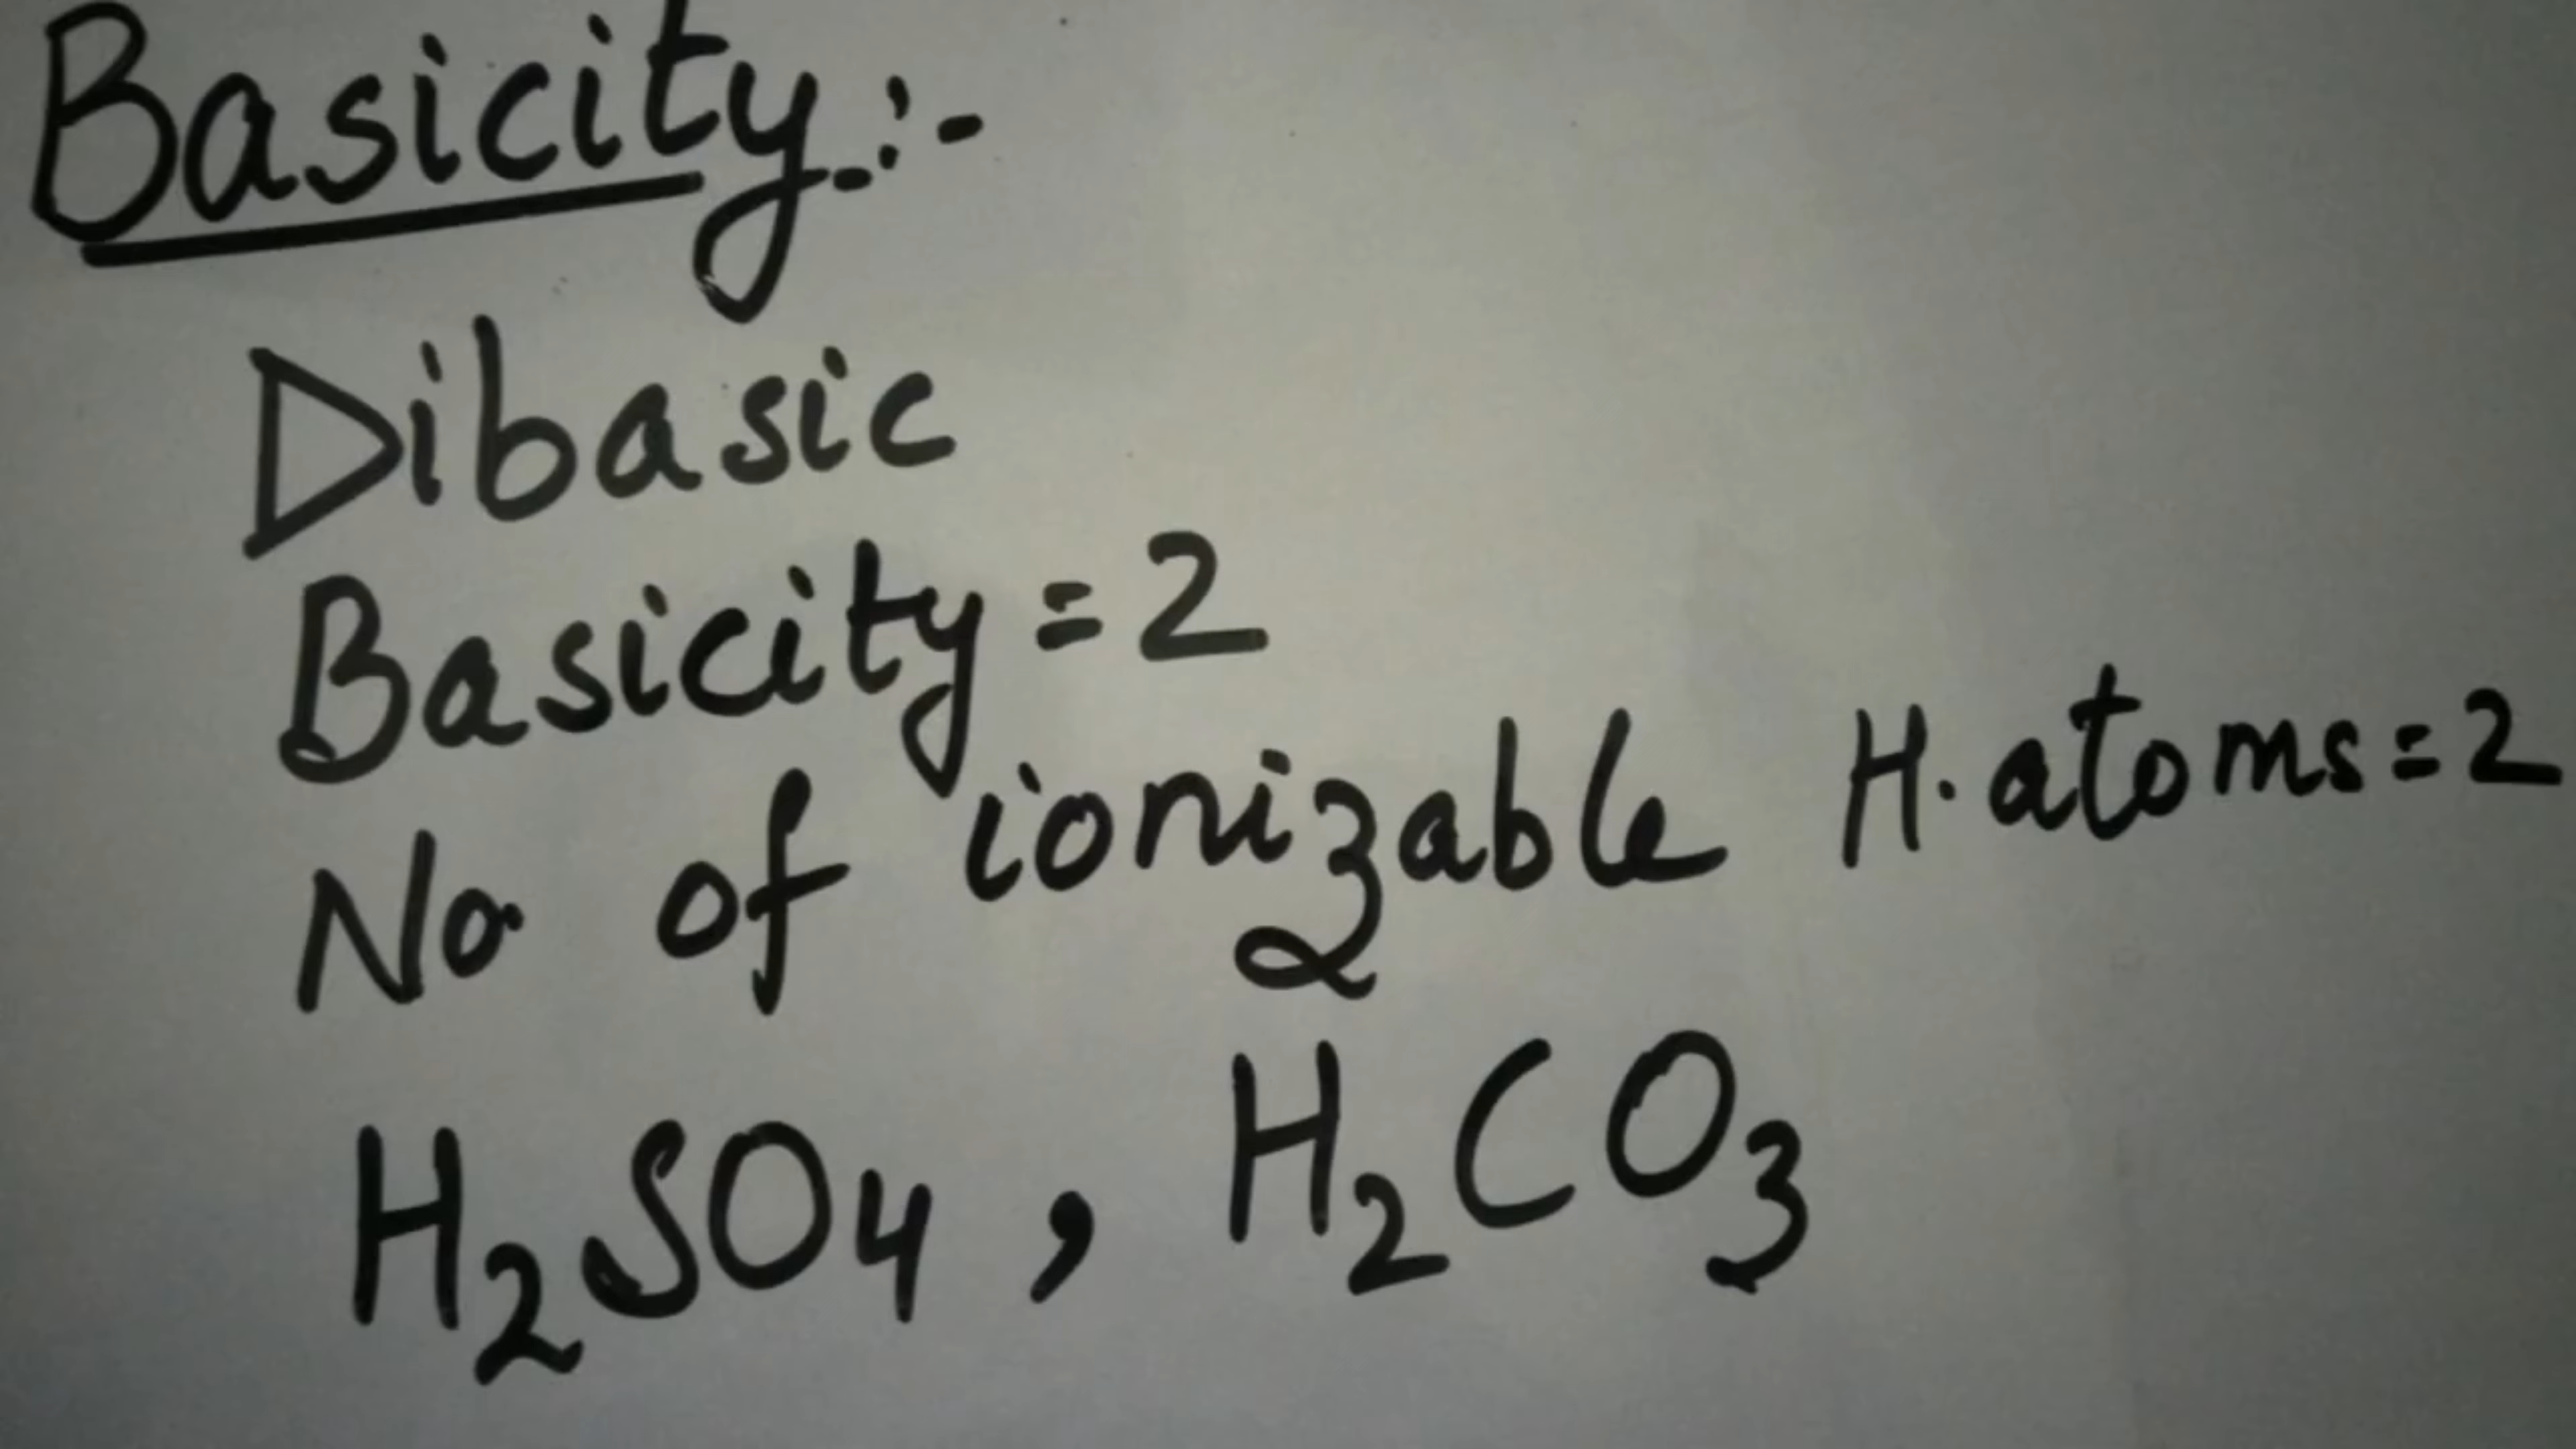 Basicity:-
Dibasic
Basicity=2
No of ionizable H.atoms=2
H₂SO₄, H₂CO₃